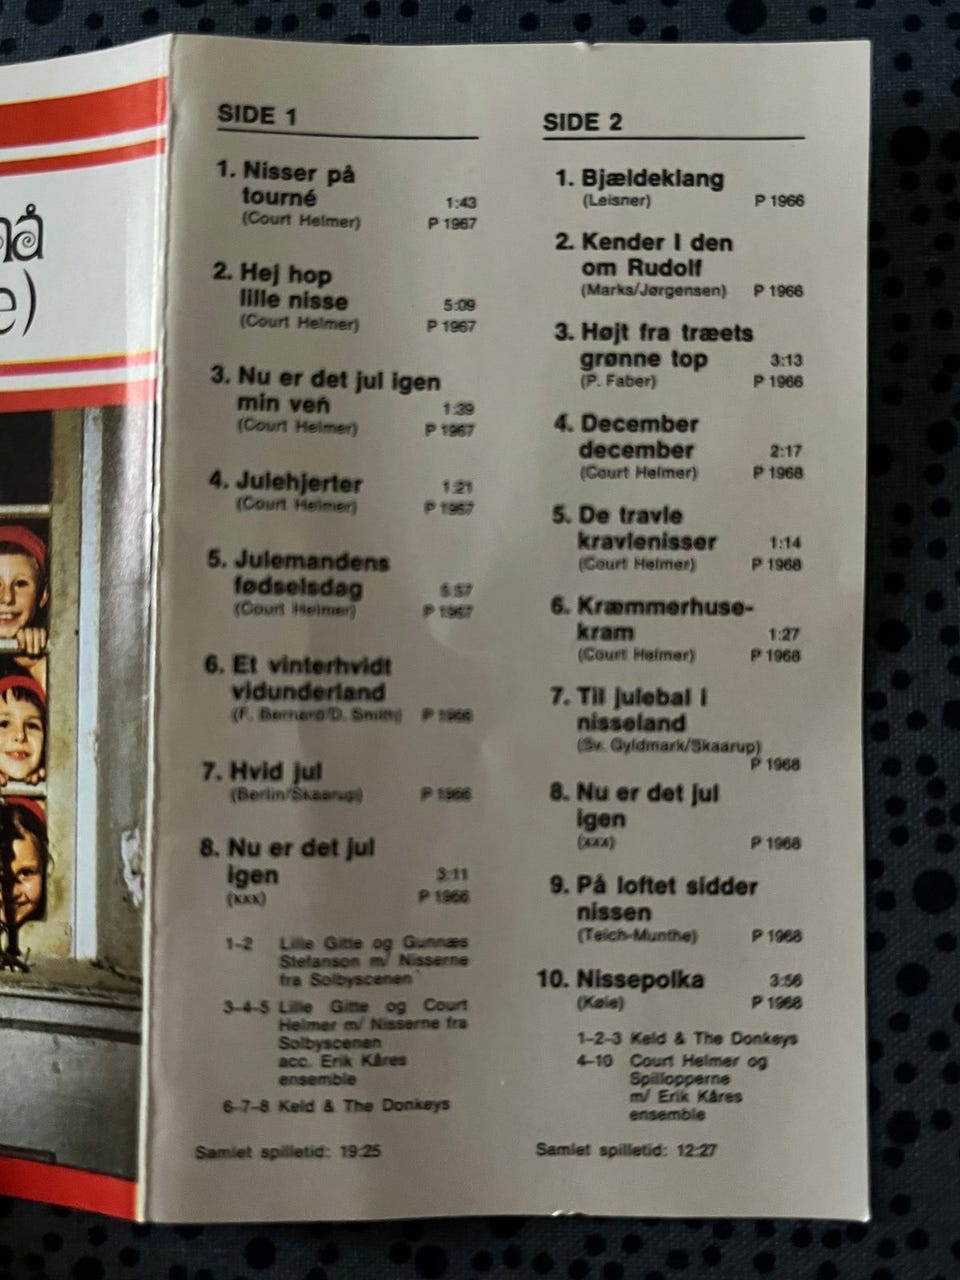 nå
e)
SIDE 1
1. Nisser på
tourné 1:43
(Court Helmer) P 1967
2. Hej hop
lille nisse 5:09
(Court Helmer) P 1967
3. Nu er det jul igen
min ven 1:39
(Court Helmer) P 1967
4. Julehjerter 1:21
(Court Helmer) P 1967
5. Julemandens
fødselsdag 5:57
(Court Helmer) P 1967
6. Et vinterhvidt
vidunderland
(F. Bernard/D. Smith) P 1966
7. Hvid jul
(Berlin/Skaarup) P 1966
8. Nu er det jul
igen 3:11
(xxx) P 1966
1-2 Lille Gitte og Gunnæs
Stefanson m/ Nisserne
fra Solbyscenen
3-4-5 Lille Gitte og Court
Helmer m/ Nisserne fra
Solbyscenen
acc. Erik Kåres
ensemble
6-7-8 Keld & The Donkeys
Samlet spilletid: 19:25
SIDE 2
1. Bjældeklang
(Leisner) P 1966
2. Kender I den
om Rudolf
(Marks/Jørgensen) P 1966
3. Højt fra træets
grønne top 3:13
(P. Faber) P 1966
4. December
december 2:17
(Court Helmer) P 1968
5. De travle
kravlenisser 1:14
(Court Helmer) P 1968
6. Kræmmerhuse-
kram 1:27
(Court Helmer) P 1968
7. Til julebal i
nisseland
(Sv. Gyldmark/Skaarup)
P 1968
8. Nu er det jul
igen
(xxx) P 1968
9. På loftet sidder
nissen
(Teich-Munthe) P 1968
10. Nissepolka 3:56
(Køie) P 1968
1-2-3 Keld & The Donkeys
4-10 Court Helmer og
Spillopperne
m/ Erik Kåres
ensemble
Samlet spilletid: 12:27